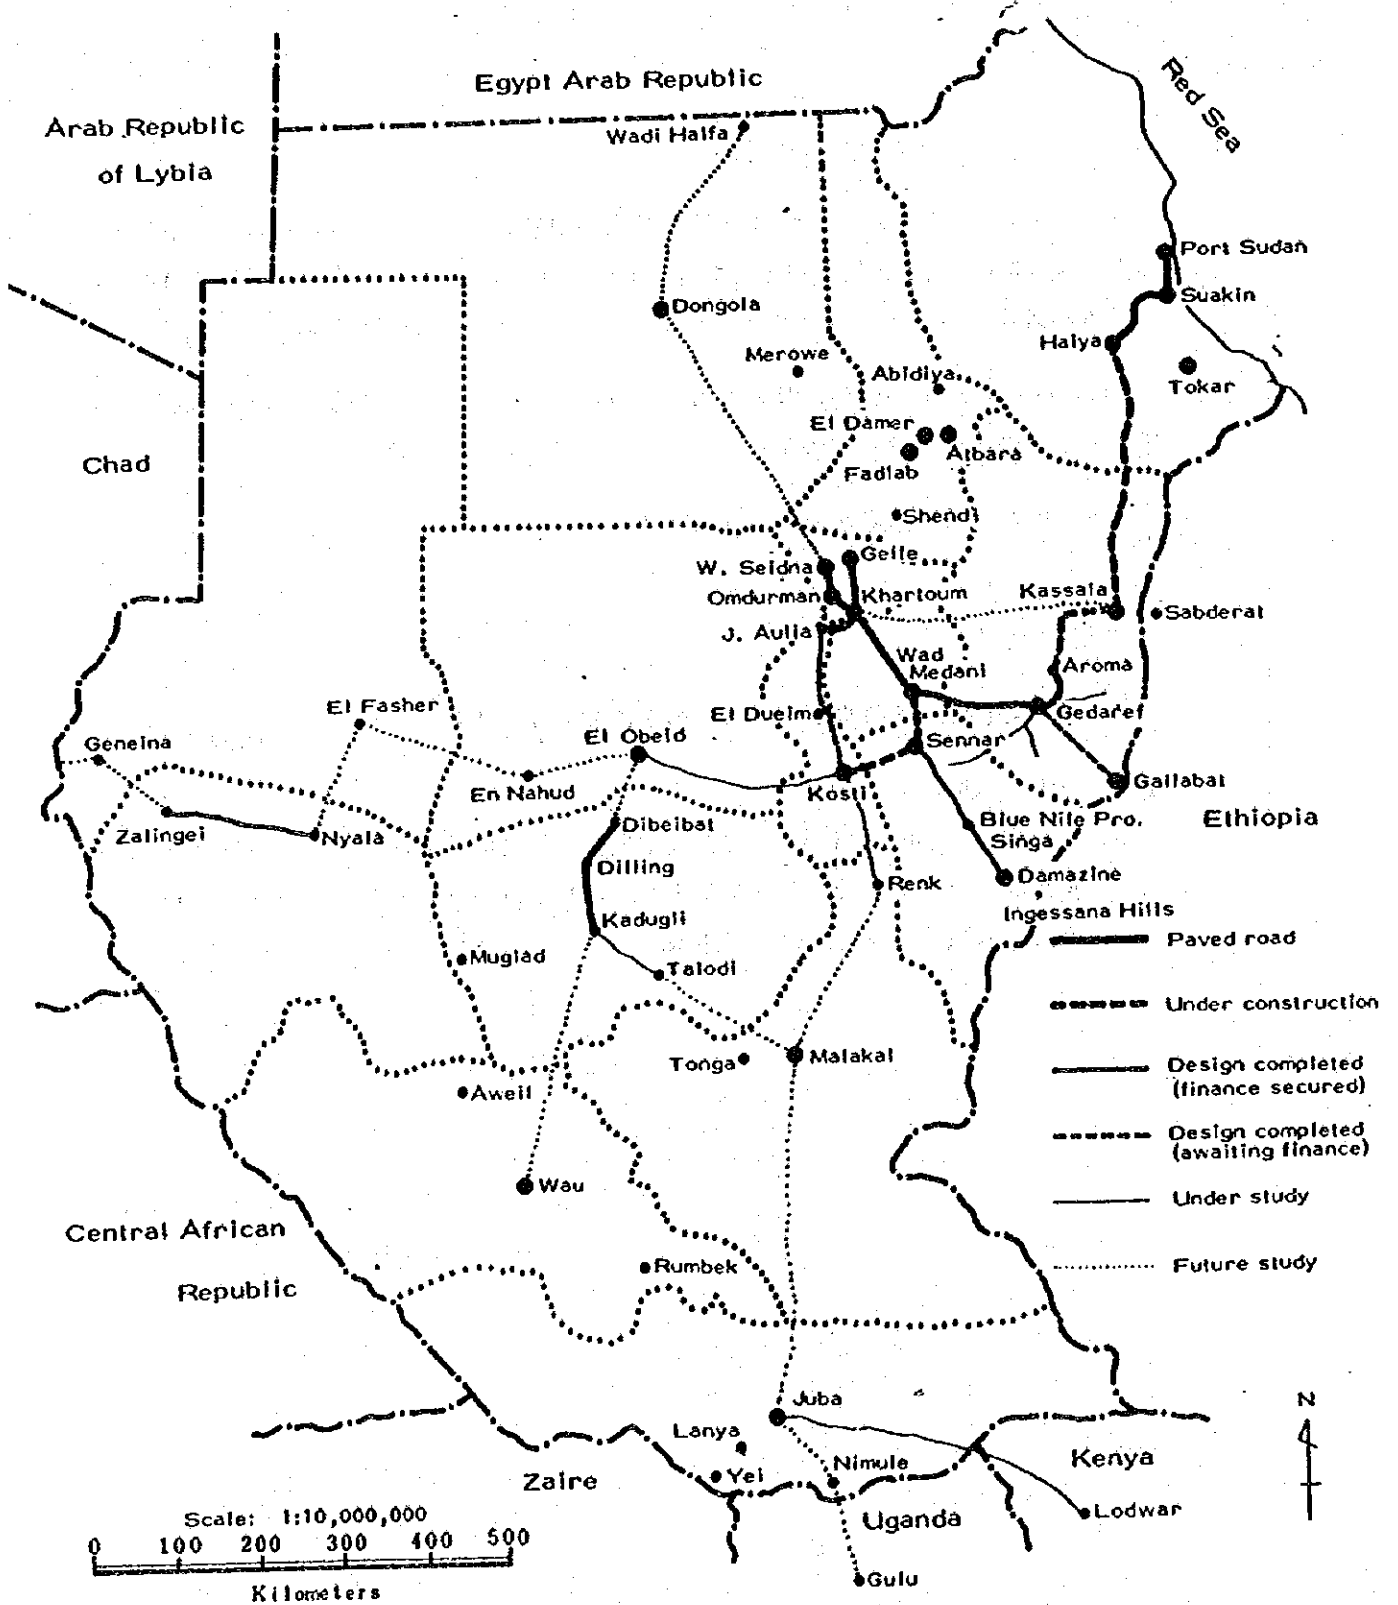 Egypt Arab Republic
Red Sea
Arab Republic
of Lybia
Wadi Halfa
Port Sudan
Suakin
Dongola
Haiya
Merowe
Abidiya
Tokar
El Damer
Atbara
Fadlab
Chad
Shendi
Geile
W. Seidna
Omdurman
Khartoum
Kassala
Sabderat
J. Aulia
Wad
Medani
Aroma
El Fasher
El Dueim
Gedaref
Geneina
El Obeid
Sennar
En Nahud
Kosti
Gallabat
Zalingei
Nyala
Dibeibat
Blue Nile Pro.
Singa
Ethiopia
Dilling
Renk
Damazine
Ingessana Hills
Kadugli
Paved road
Muglad
Talodi
Under construction
Tonga
Malakal
Design completed
(finance secured)
Aweil
Design completed
(awaiting finance)
Wau
Under study
Central African
Republic
Rumbek
Future study
Juba
N
Lanya
Yei
Nimule
Kenya
Zaire
Uganda
Lodwar
Scale: 1:10,000,000
0 100 200 300 400 500
Kilometers
Gulu